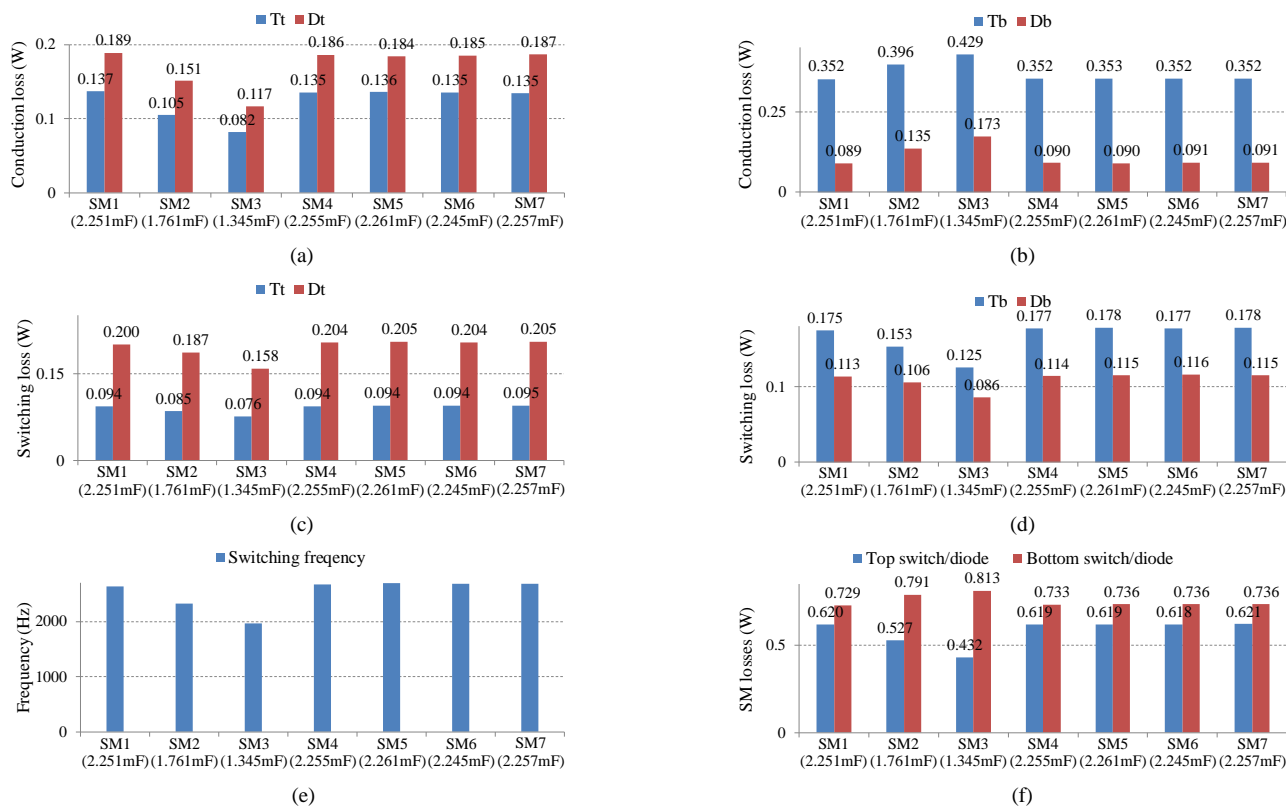 Tt Dt
Conduction loss (W)
0.2
0.1
0
0.137 0.189
0.105 0.151
0.082 0.117
0.135 0.186
0.136 0.184
0.135 0.185
0.135 0.187
SM1 SM2 SM3 SM4 SM5 SM6 SM7
(2.251mF) (1.761mF) (1.345mF) (2.255mF) (2.261mF) (2.245mF) (2.257mF)
(a)
Tb Db
Conduction loss (W)
0.25
0
0.352 0.089
0.396 0.135
0.429 0.173
0.352 0.090
0.353 0.090
0.352 0.091
0.352 0.091
SM1 SM2 SM3 SM4 SM5 SM6 SM7
(2.251mF) (1.761mF) (1.345mF) (2.255mF) (2.261mF) (2.245mF) (2.257mF)
(b)
Tt Dt
Switching loss (W)
0.15
0
0.094 0.200
0.085 0.187
0.076 0.158
0.094 0.204
0.094 0.205
0.094 0.204
0.095 0.205
SM1 SM2 SM3 SM4 SM5 SM6 SM7
(2.251mF) (1.761mF) (1.345mF) (2.255mF) (2.261mF) (2.245mF) (2.257mF)
(c)
Tb Db
Switching loss (W)
0.1
0
0.175 0.113
0.153 0.106
0.125 0.086
0.177 0.114
0.178 0.115
0.177 0.116
0.178 0.115
SM1 SM2 SM3 SM4 SM5 SM6 SM7
(2.251mF) (1.761mF) (1.345mF) (2.255mF) (2.261mF) (2.245mF) (2.257mF)
(d)
Switching freqency
Frequency (Hz)
2000
1000
0
SM1 SM2 SM3 SM4 SM5 SM6 SM7
(2.251mF) (1.761mF) (1.345mF) (2.255mF) (2.261mF) (2.245mF) (2.257mF)
(e)
Top switch/diode Bottom switch/diode
SM losses (W)
0.5
0
0.620 0.729
0.527 0.791
0.432 0.813
0.619 0.733
0.619 0.736
0.618 0.736
0.621 0.736
SM1 SM2 SM3 SM4 SM5 SM6 SM7
(2.251mF) (1.761mF) (1.345mF) (2.255mF) (2.261mF) (2.245mF) (2.257mF)
(f)